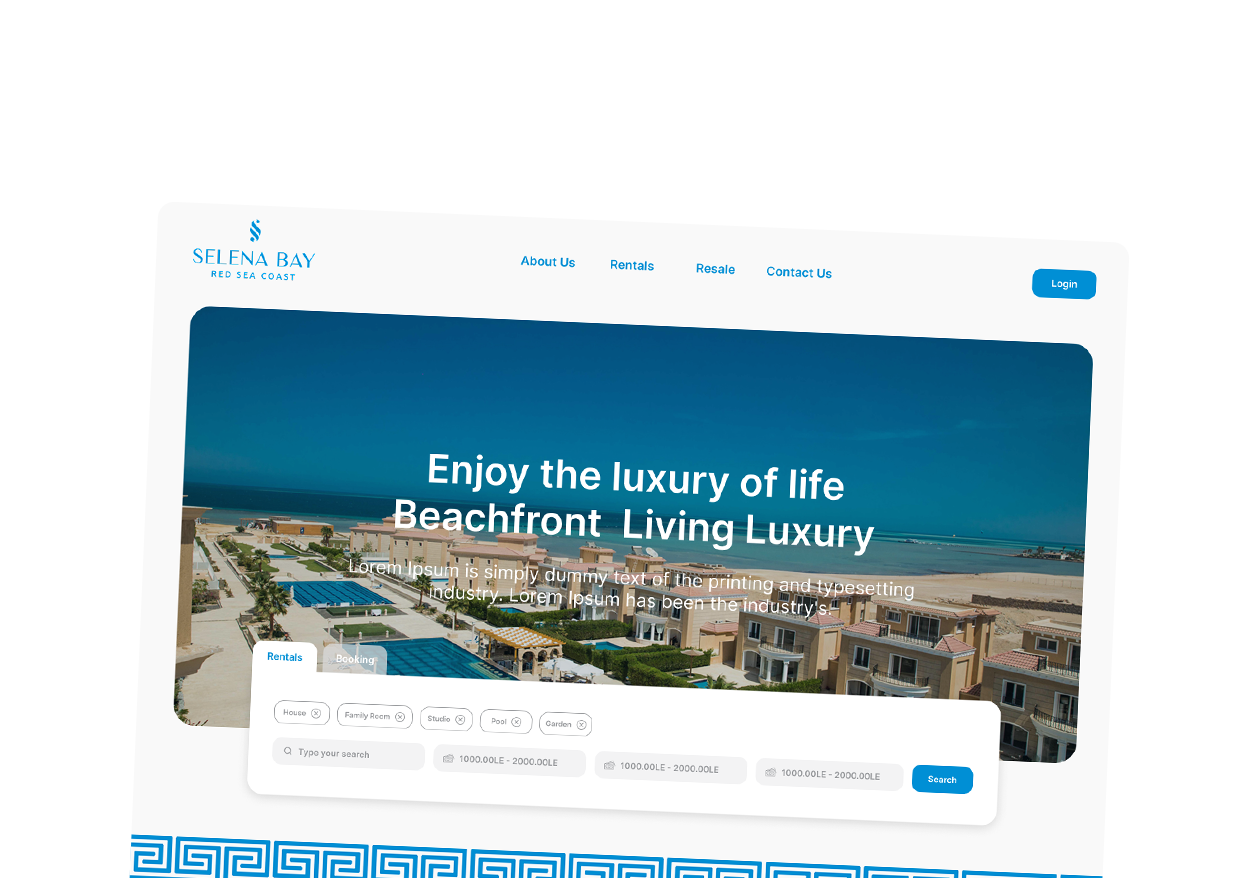 SELENA BAY
RED SEA COAST
About Us
Rentals
Resale
Contact Us
Login
Enjoy the luxury of life
Beachfront Living Luxury
Lorem Ipsum is simply dummy text of the printing and typesetting
industry. Lorem Ipsum has been the industry's.
Rentals
Booking
House
Family Room
Studio
Pool
Garden
Typo your search
1000.00LE - 2000.00LE
1000.00LE - 2000.00LE
1000.00LE - 2000.00LE
Search